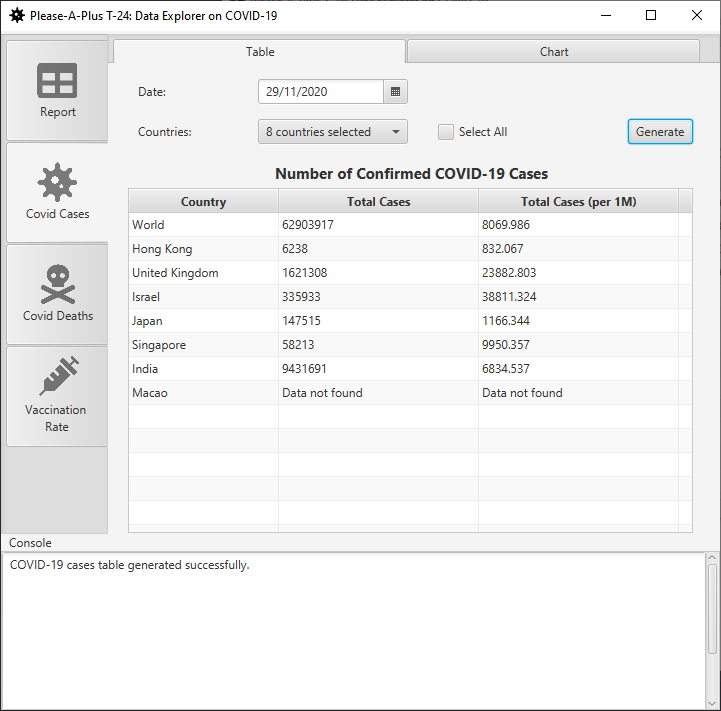 Please-A-Plus T-24: Data Explorer on COVID-19
Report
Covid Cases
Covid Deaths
Vaccination
Rate
Table Chart
Date: 29/11/2020
Countries: 8 countries selected Select All Generate
Number of Confirmed COVID-19 Cases
Country Total Cases Total Cases (per 1M)
World 62903917 8069.986
Hong Kong 6238 832.067
United Kingdom 1621308 23882.803
Israel 335933 38811.324
Japan 147515 1166.344
Singapore 58213 9950.357
India 9431691 6834.537
Macao Data not found Data not found
Console
COVID-19 cases table generated successfully.